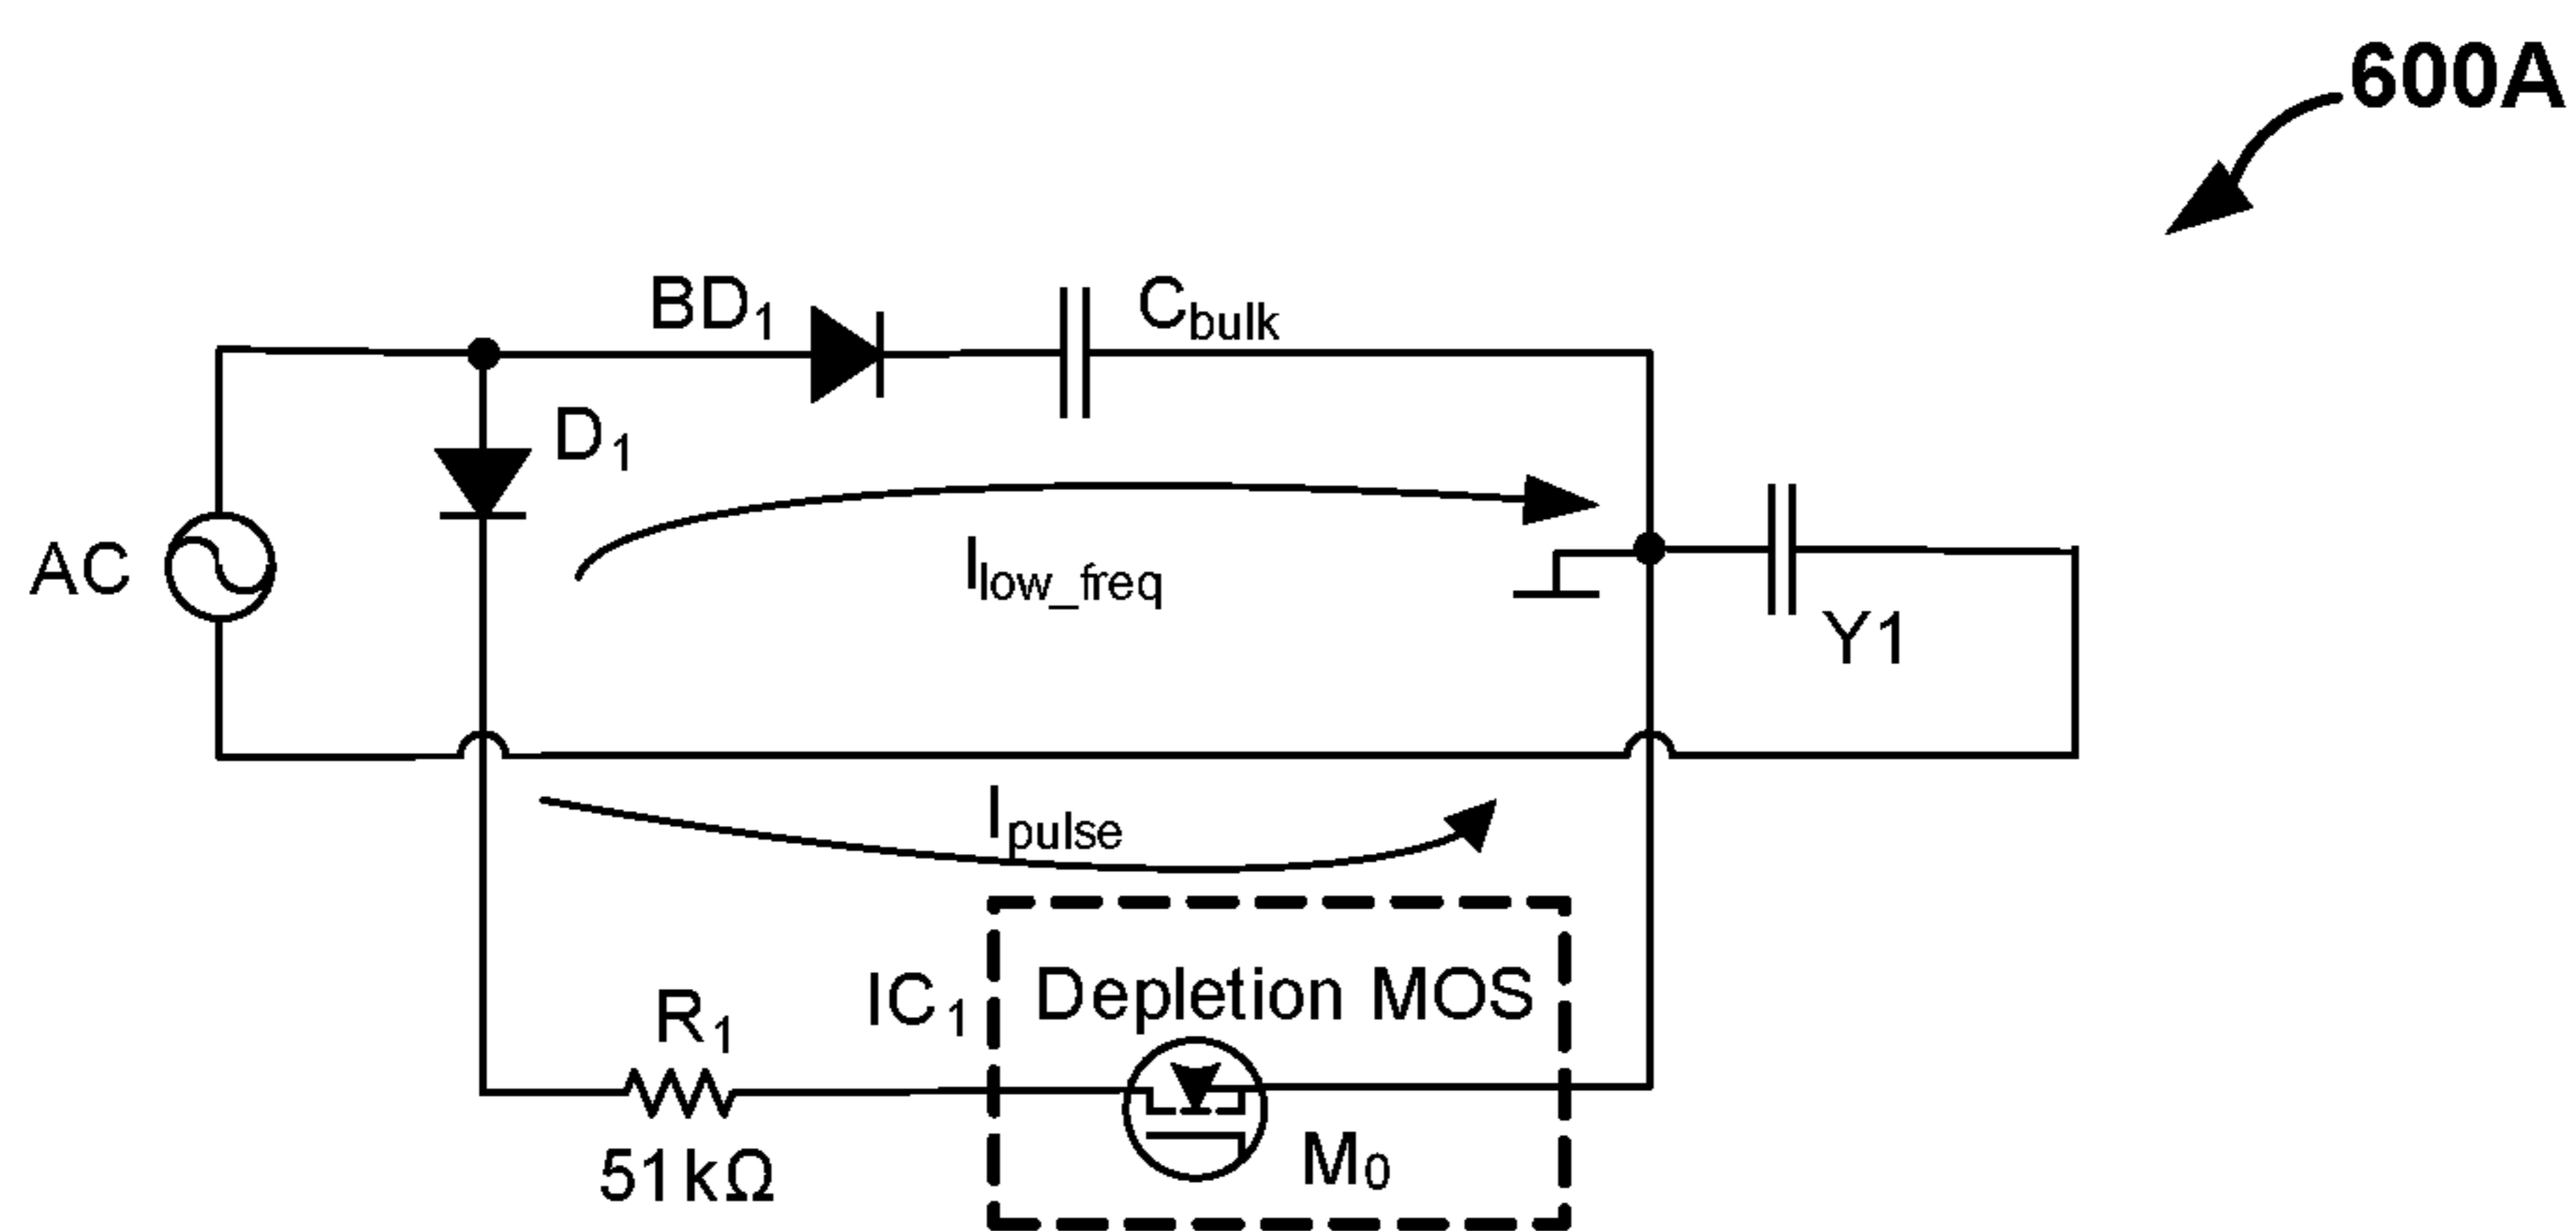 600A
BD1
Cbulk
D1
AC
Ilow_freq
Y1
Ipulse
IC1
Depletion MOS
R1
51kΩ
M0